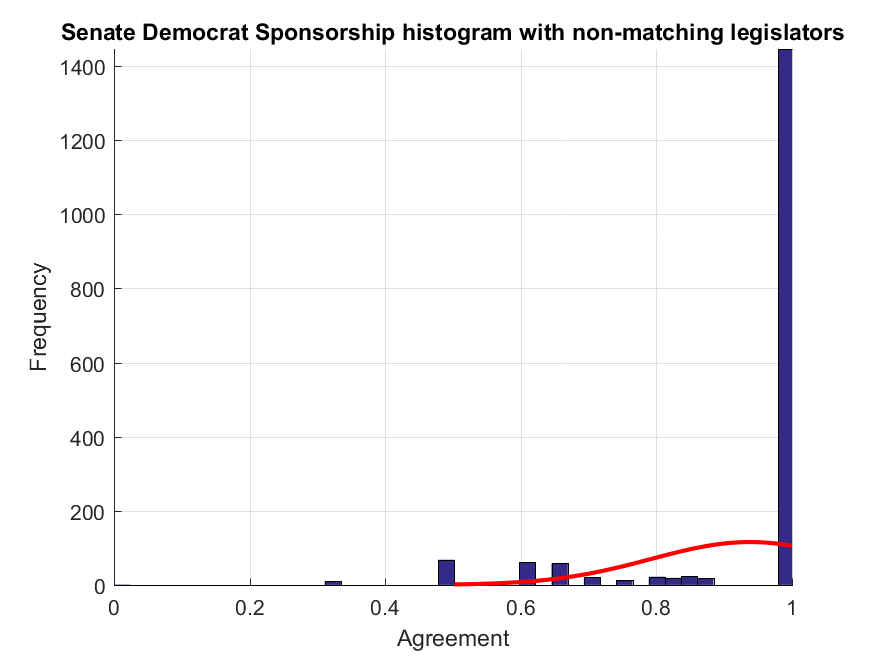 Senate Democrat Sponsorship histogram with non-matching legislators
1400
1200
1000
800
600
400
200
0
Frequency
0 0.2 0.4 0.6 0.8 1
Agreement